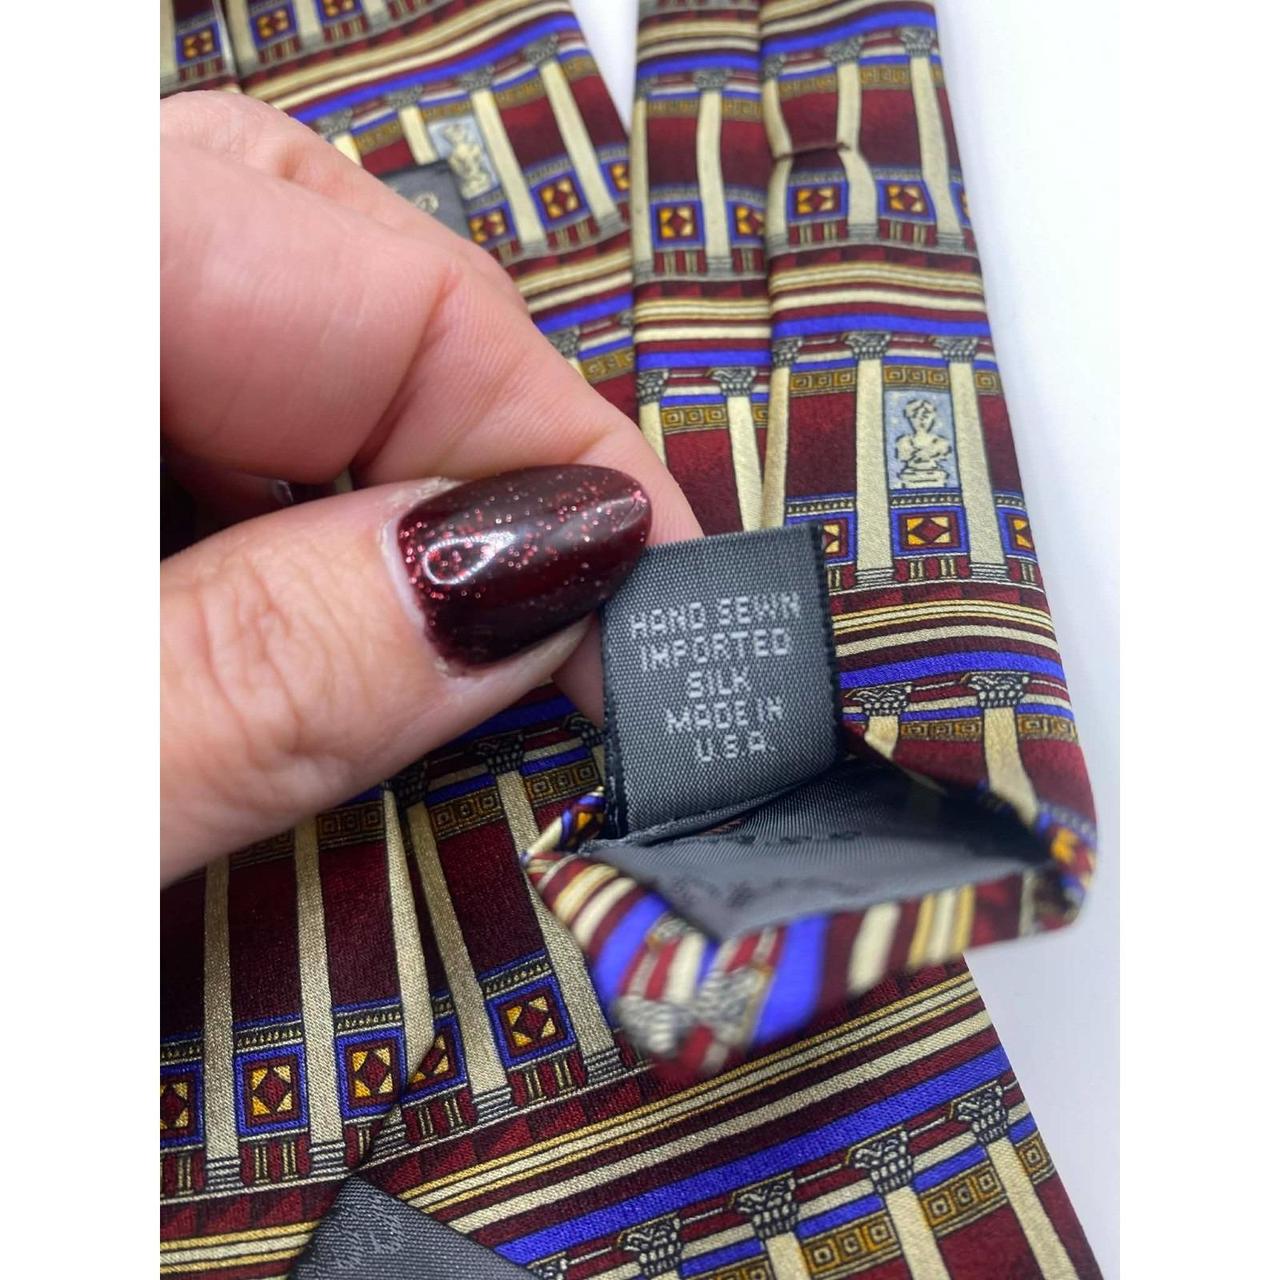 HAND SEWN
IMPORTED
SILK
MADE IN
U.S.A.